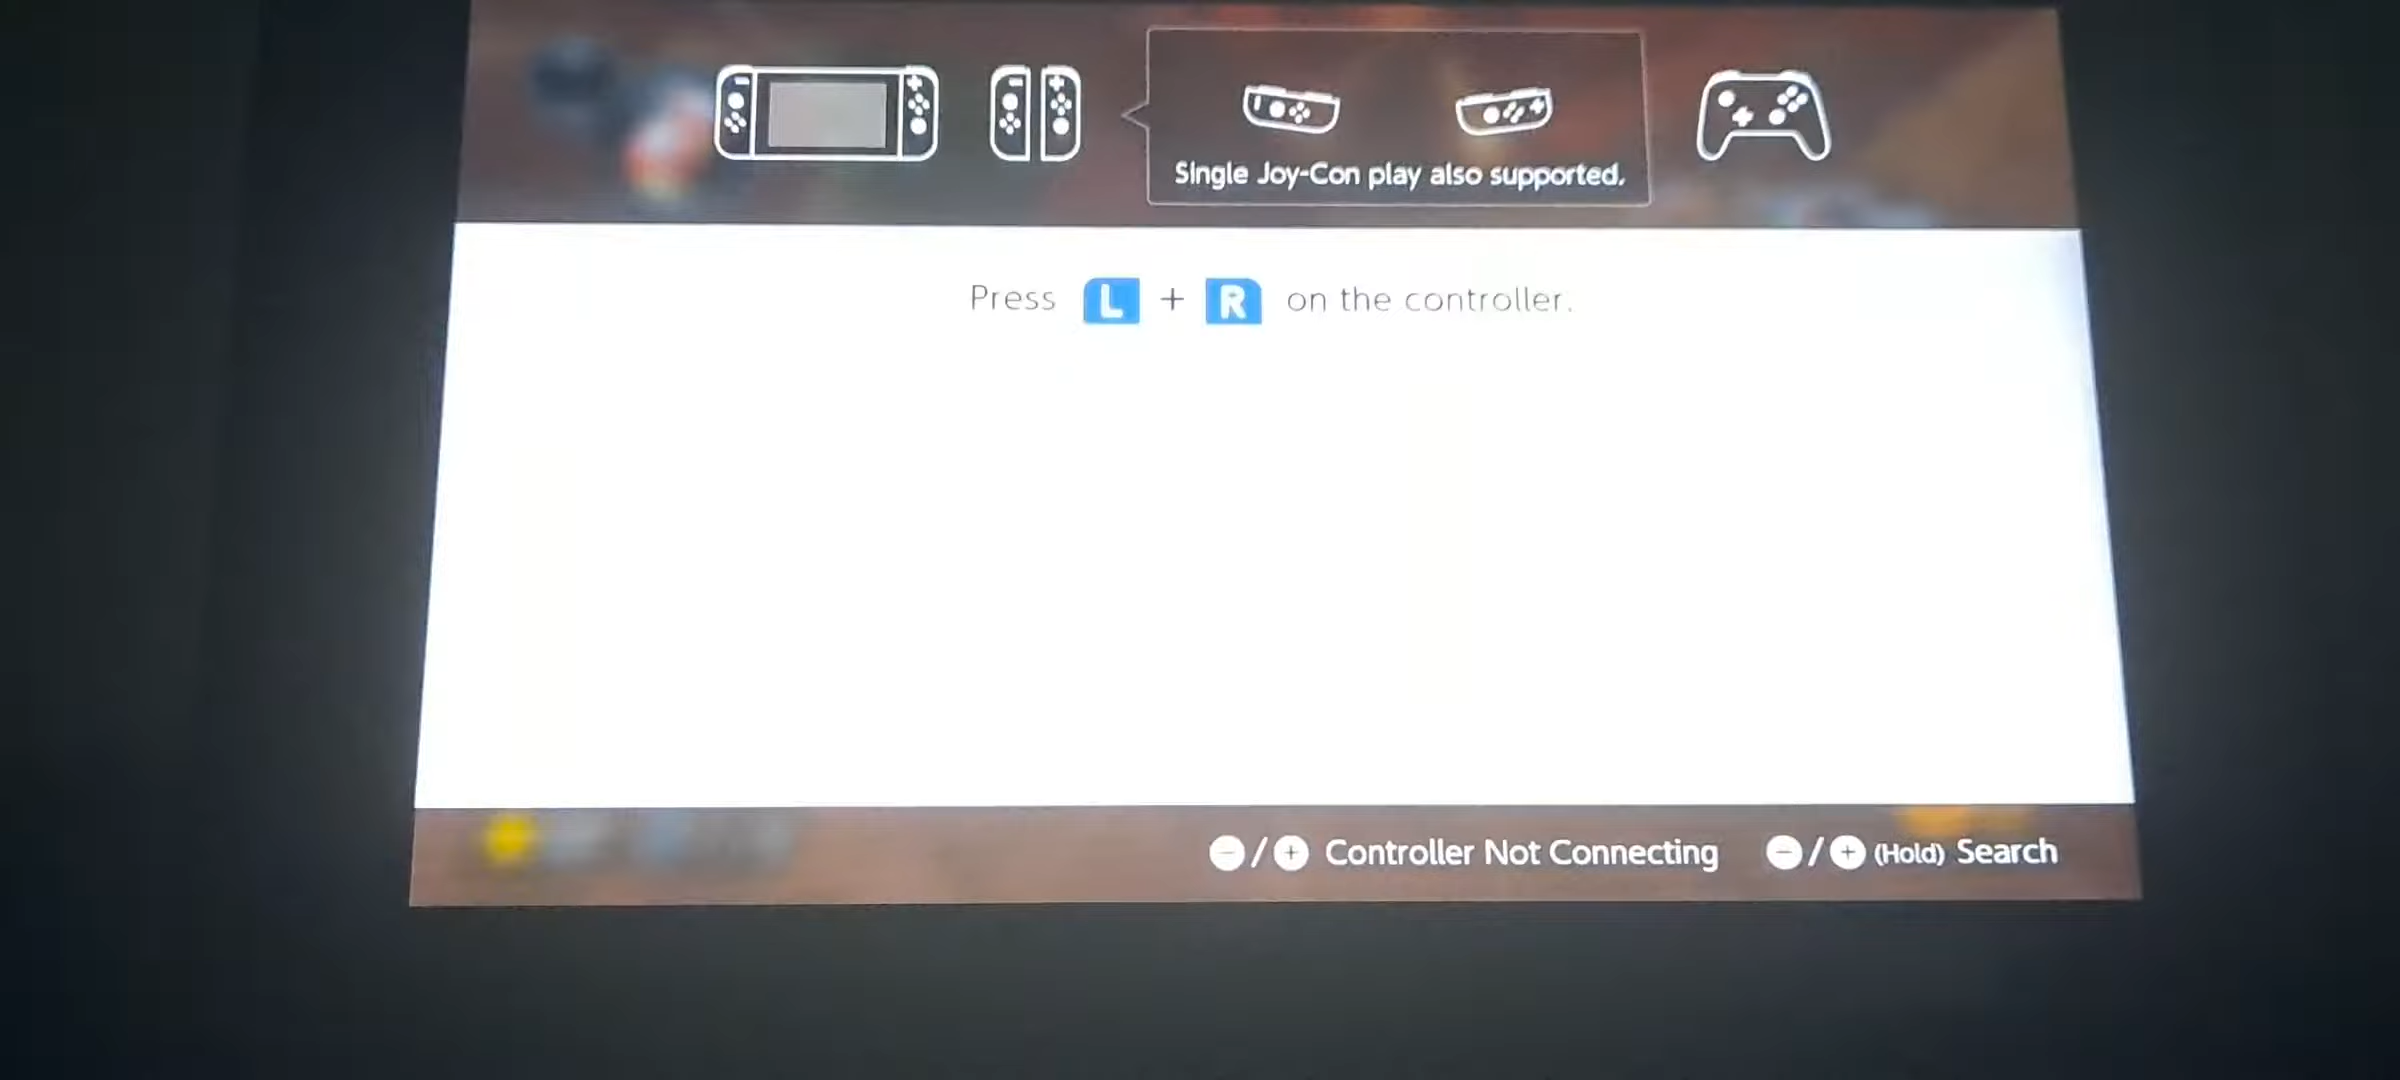 Single Joy-Con play also supported.
Press L + R on the controller.
−/+ Controller Not Connecting −/+ (Hold) Search